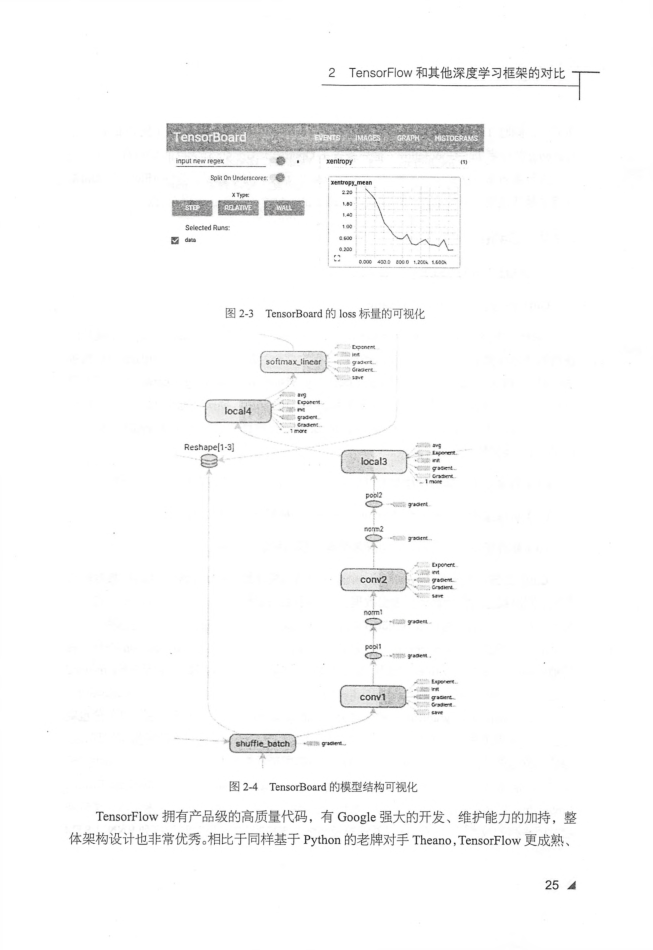 2 TensorFlow 和其他深度学习框架的对比
TensorBoard EVENTS IMAGES GRAPH HISTOGRAMS
input new regex
xentropy
Split On Underscores:
X Type:
STEP RELATIVE WALL
Selected Runs:
data
xentropy_mean
2.20
1.80
1.40
1.00
0.600
0.200
0.000 400.0 800.0 1.200k 1.600k
图 2-3 TensorBoard 的 loss 标量的可视化
softmax_linear
Exponent...
init
gradient...
Gradient...
save
local4
avg
Exponent...
init
gradient...
Gradient...
... 1 more
Reshape[1-3]
local3
avg
Exponent...
init
gradient...
Gradient...
... 1 more
pool2
gradient...
norm2
gradient...
conv2
Exponent...
init
gradient...
Gradient...
save
norm1
gradient...
pool1
gradient...
conv1
Exponent...
init
gradient...
Gradient...
save
shuffle_batch
gradient...
图 2-4 TensorBoard 的模型结构可视化
TensorFlow 拥有产品级的高质量代码，有 Google 强大的开发、维护能力的加持，整
体架构设计也非常优秀。相比于同样基于 Python 的老牌对手 Theano，TensorFlow 更成熟、
25